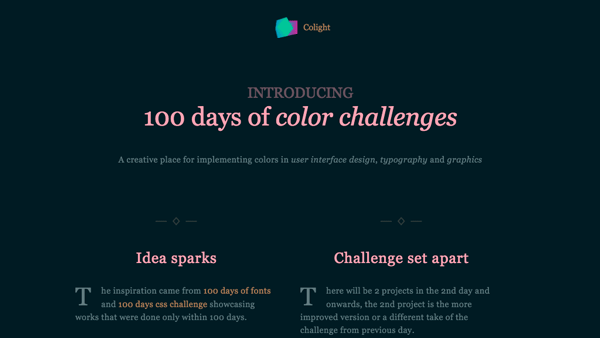 Colight
INTRODUCING
100 days of color challenges
A creative place for implementing colors in user interface design, typography and graphics
Idea sparks
The inspiration came from 100 days of fonts
and 100 days css challenge showcasing
works that were done only within 100 days.
Challenge set apart
There will be 2 projects in the 2nd day and
onwards, the 2nd project is the more
improved version or a different take of the
challenge from previous day.